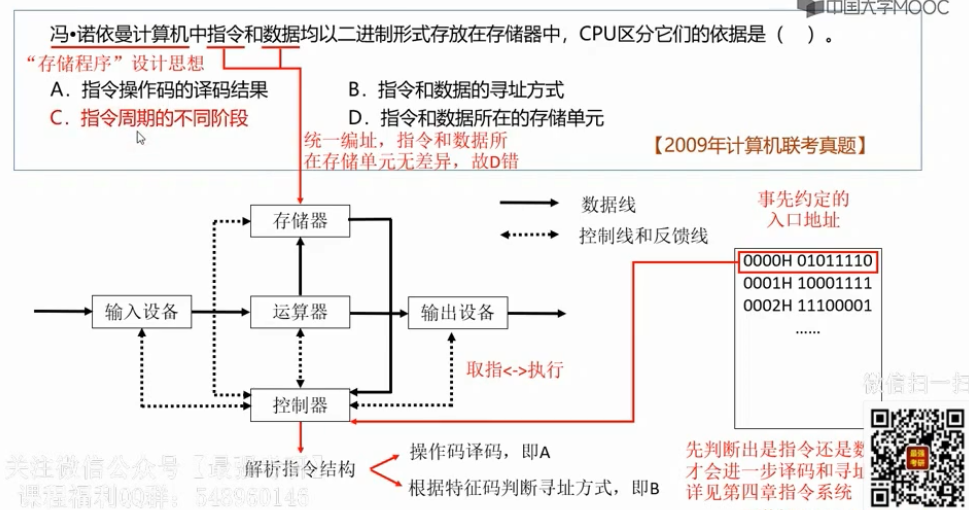 中国大学MOOC
冯•诺依曼计算机中指令和数据均以二进制形式存放在存储器中，CPU区分它们的依据是（　）。
“存储程序”设计思想
A．指令操作码的译码结果
B．指令和数据的寻址方式
C．指令周期的不同阶段
D．指令和数据所在的存储单元
统一编址，指令和数据所
在存储单元无差异，故D错
【2009年计算机联考真题】
存储器
数据线
控制线和反馈线
事先约定的
入口地址
0000H 01011110
0001H 10001111
0002H 11100001
……
输入设备
运算器
输出设备
取指<->执行
控制器
微信扫一扫
解析指令结构
操作码译码，即A
根据特征码判断寻址方式，即B
先判断出是指令还是数
才会进一步译码和寻址
详见第四章指令系统
最强考研
关注微信公众号
课程福利QQ群：548960146